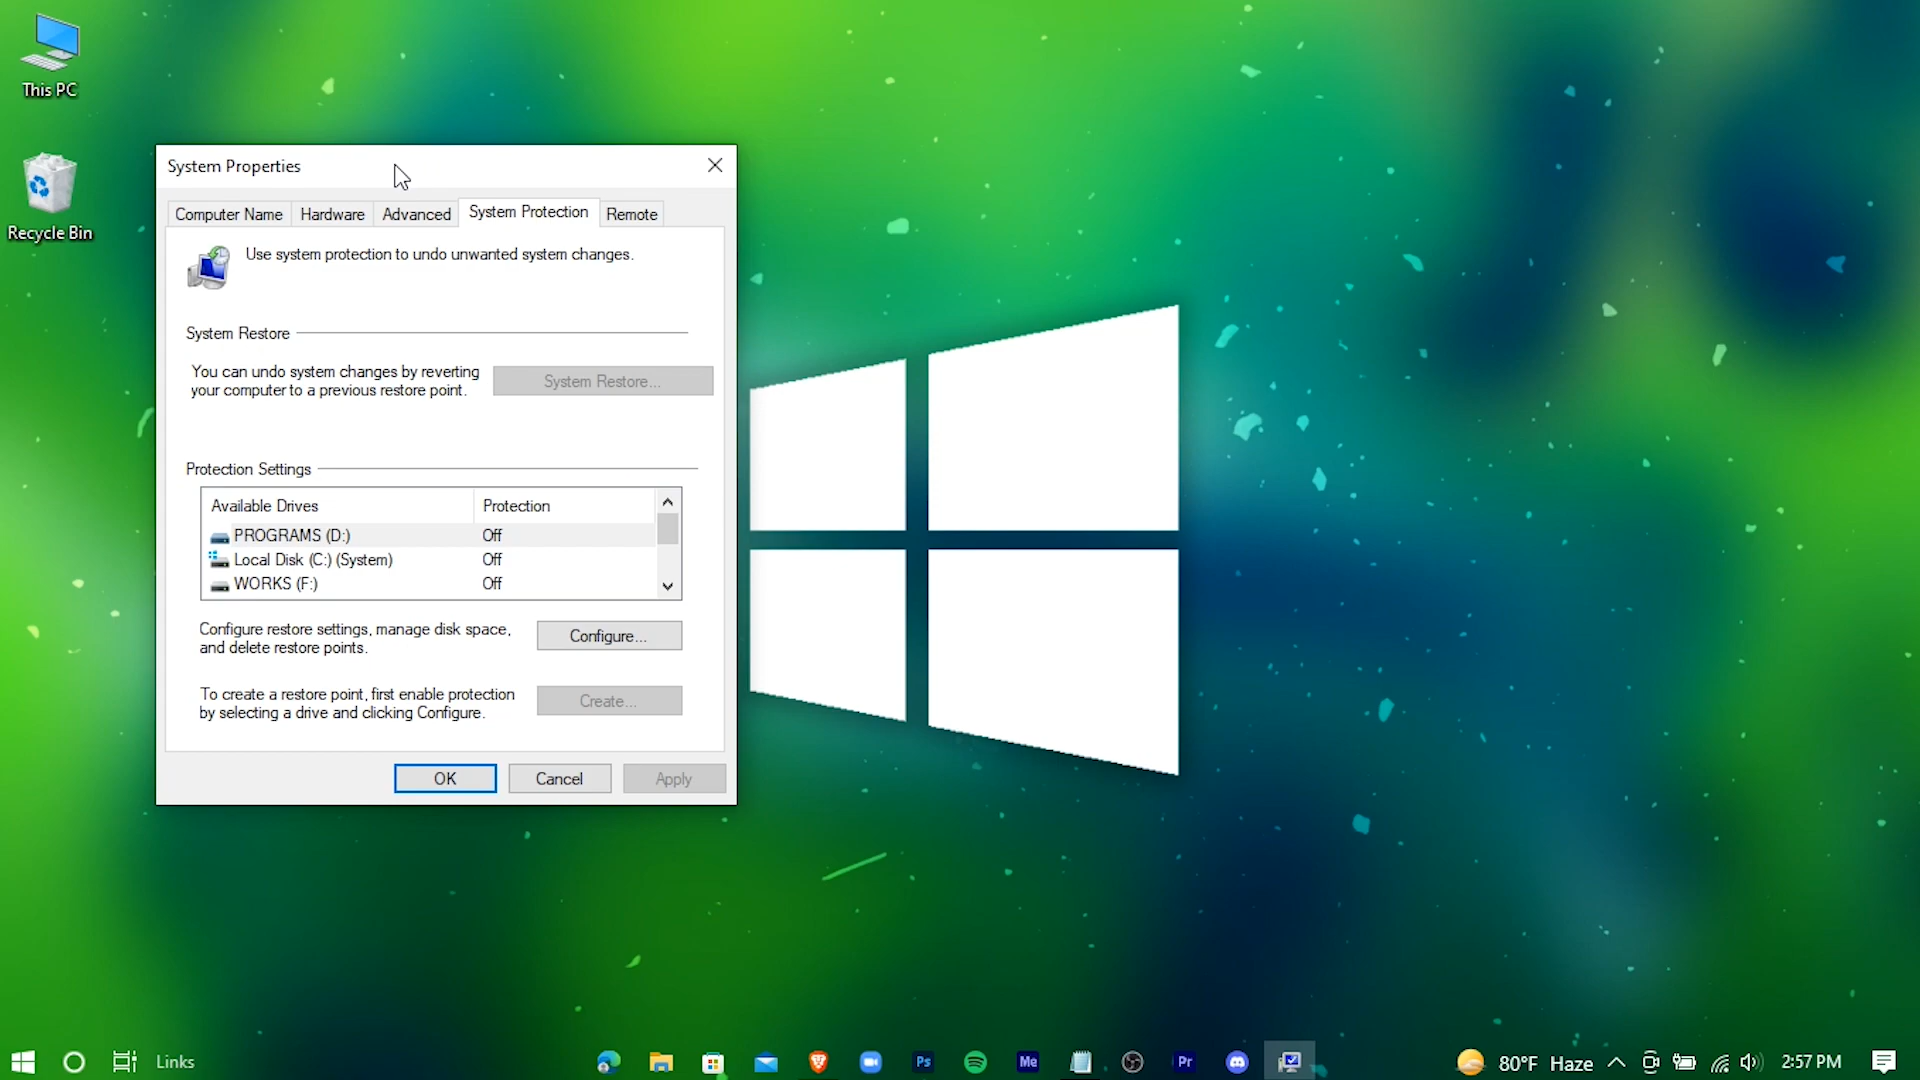 This PC
Recycle Bin
System Properties
Computer Name
Hardware
Advanced
System Protection
Remote
Use system protection to undo unwanted system changes.
System Restore
You can undo system changes by reverting
your computer to a previous restore point.
System Restore...
Protection Settings
Available Drives
Protection
PROGRAMS (D:)
Off
Local Disk (C:) (System)
Off
WORKS (F:)
Off
Configure restore settings, manage disk space,
and delete restore points.
Configure...
To create a restore point, first enable protection
by selecting a drive and clicking Configure.
Create...
OK
Cancel
Apply
Links
Ps
Me
Pr
80°F Haze
2:57 PM